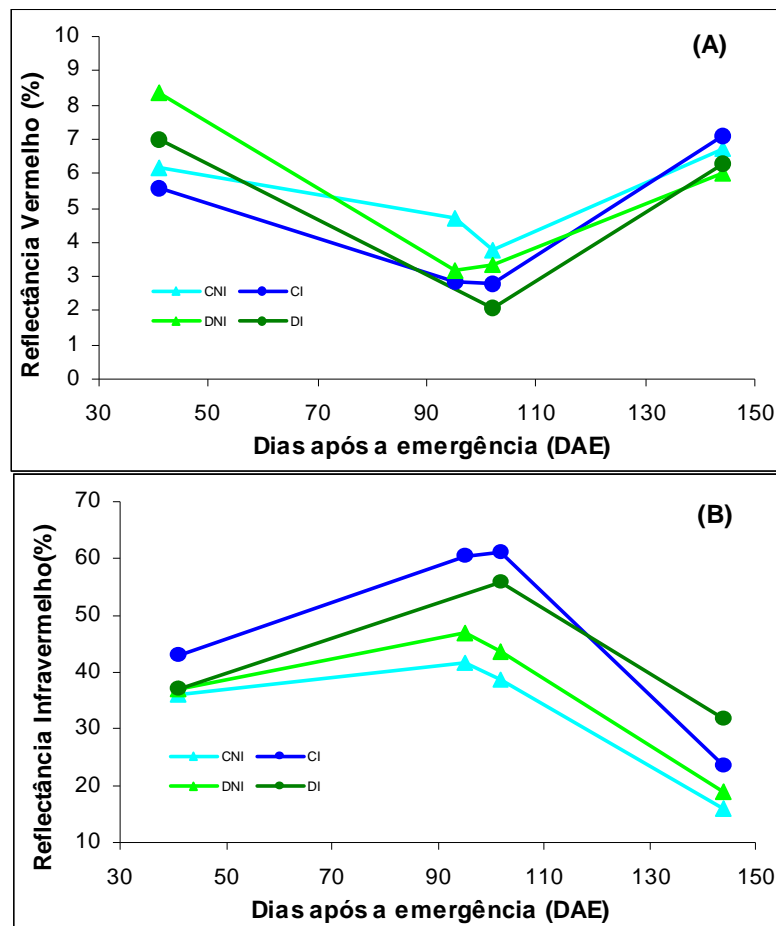 (A)
10
9
8
7
6
5
4
3
2
1
0
Reflectância Vermelho (%)
CNI CI
DNI DI
30 50 70 90 110 130 150
Dias após a emergência (DAE)
(B)
70
60
50
40
30
20
10
Reflectância Infravermelho(%)
CNI CI
DNI DI
30 50 70 90 110 130 150
Dias após a emergência (DAE)